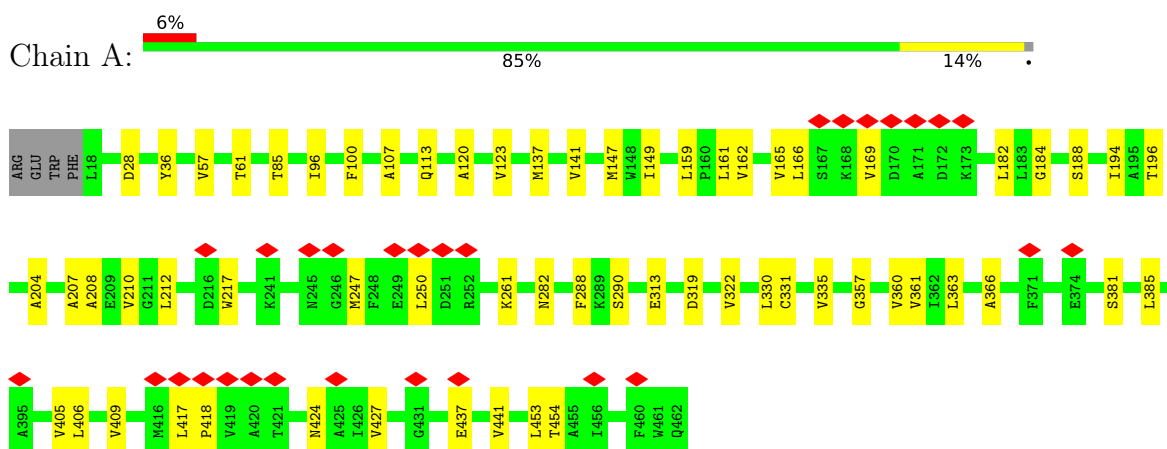 6%
Chain A:
85% 14% •
ARG GLU TRP PHE L18 D28 Y36 V57 T61 T85 I96 F100 A107 Q113 A120 V123 M137 V141 M147 W148 I149 L159 P160 L161 V162 V165 L166 S167 K168 V169 D170 A171 D172 K173 L182 L183 G184 S188 I194 A195 T196
A204 A207 A208 E209 V210 G211 L212 D216 W217 K241 N245 G246 M247 F248 E249 L250 D251 R252 K261 N282 F288 K289 S290 E313 D319 V322 L330 C331 V335 G357 V360 V361 I362 L363 A366 F371 E374 S381 L385
A395 V405 L406 V409 M416 L417 P418 V419 A420 T421 N424 A425 I426 V427 G431 E437 V441 L453 T454 A455 I456 F460 W461 Q462